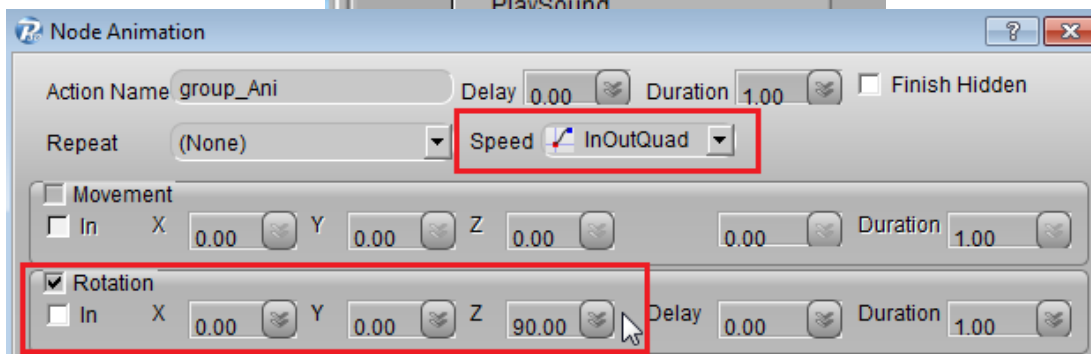 PlaySound
Node Animation
Action Name group_Ani Delay 0.00 Duration 1.00 Finish Hidden
Repeat (None) Speed InOutQuad
Movement
In X 0.00 Y 0.00 Z 0.00 0.00 Duration 1.00
Rotation
In X 0.00 Y 0.00 Z 90.00 Delay 0.00 Duration 1.00